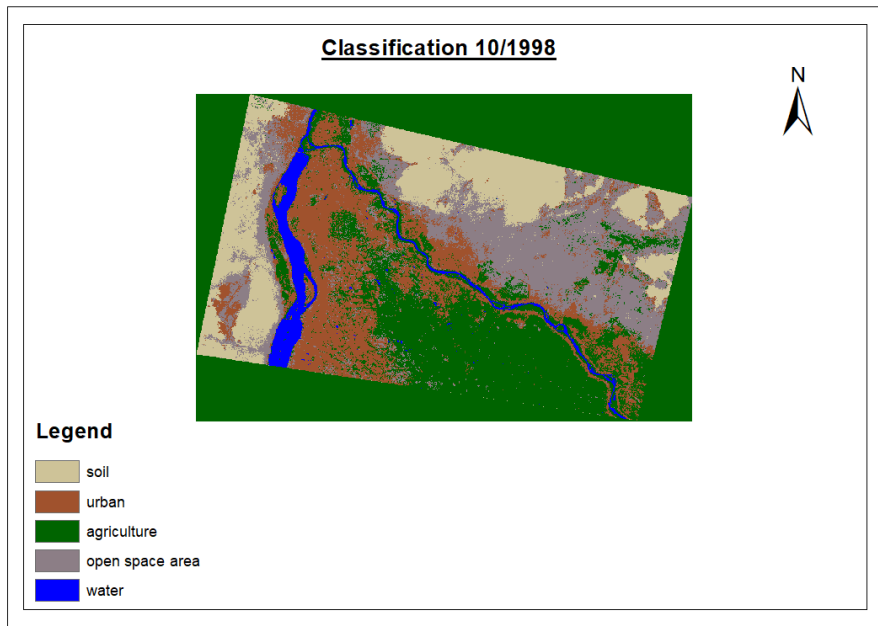 Classification 10/1998
N
Legend
soil
urban
agriculture
open space area
water